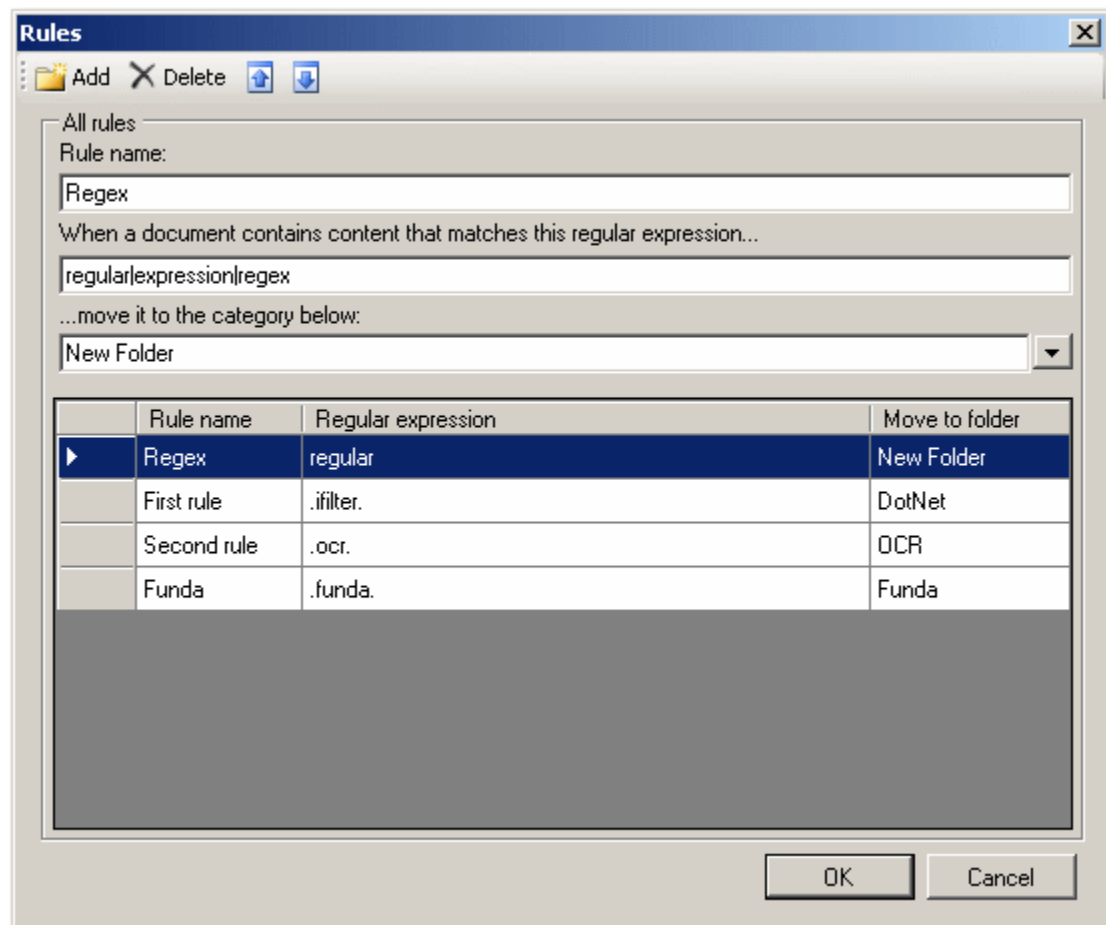 Rules
Add Delete
All rules
Rule name:
Regex
When a document contains content that matches this regular expression...
regular|expression|regex
...move it to the category below:
New Folder
Rule name Regular expression Move to folder
Regex regular New Folder
First rule .ifilter. DotNet
Second rule .ocr. OCR
Funda .funda. Funda
OK Cancel